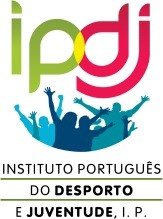 ipdj
INSTITUTO PORTUGUÊS
DO DESPORTO
E JUVENTUDE, I. P.